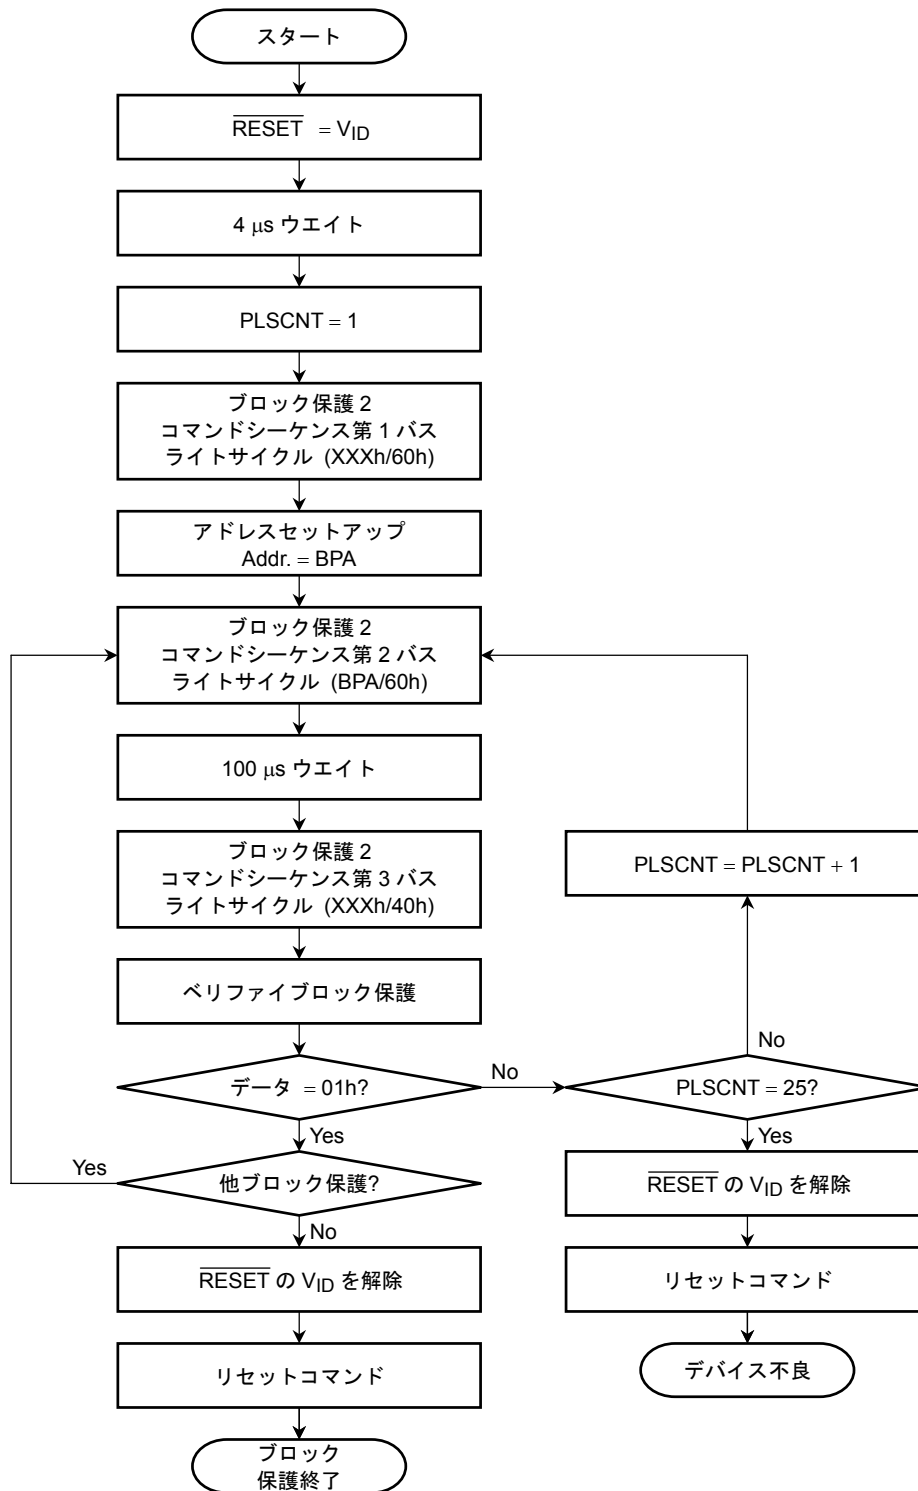 スタート
RESET = VID
4 μs ウエイト
PLSCNT = 1
ブロック保護 2
コマンドシーケンス第 1 バス
ライトサイクル (XXXh/60h)
アドレスセットアップ
Addr. = BPA
ブロック保護 2
コマンドシーケンス第 2 バス
ライトサイクル (BPA/60h)
100 μs ウエイト
ブロック保護 2
コマンドシーケンス第 3 バス
ライトサイクル (XXXh/40h)
PLSCNT = PLSCNT + 1
ベリファイブロック保護
データ = 01h?
No
PLSCNT = 25?
No
Yes
Yes
他ブロック保護?
Yes
No
RESET の VID を解除
リセットコマンド
ブロック
保護終了
RESET の VID を解除
リセットコマンド
デバイス不良